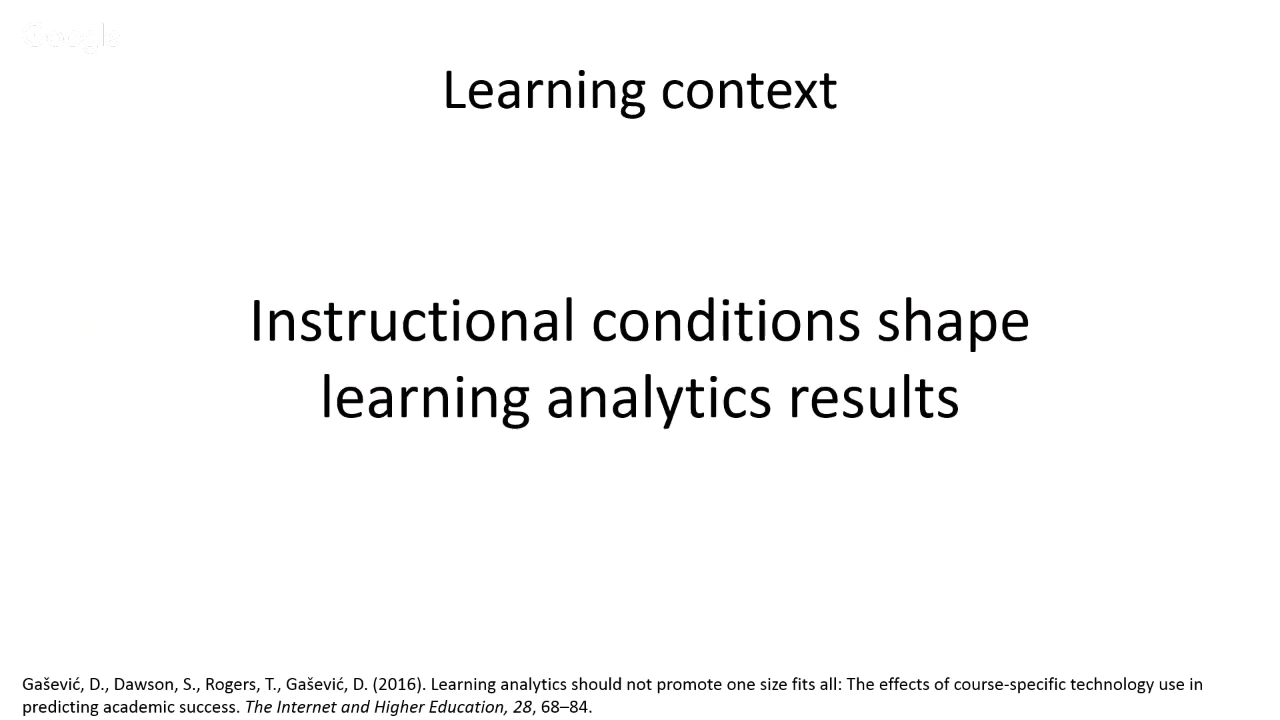 Google
Learning context
Instructional conditions shape
learning analytics results
Gašević, D., Dawson, S., Rogers, T., Gašević, D. (2016). Learning analytics should not promote one size fits all: The effects of course-specific technology use in
predicting academic success. The Internet and Higher Education, 28, 68–84.